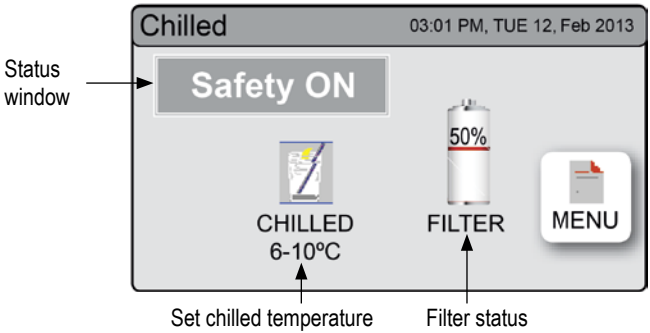 Chilled
03:01 PM, TUE 12, Feb 2013
Status
window
Safety ON
50%
CHILLED
6-10ºC
FILTER
MENU
Set chilled temperature
Filter status